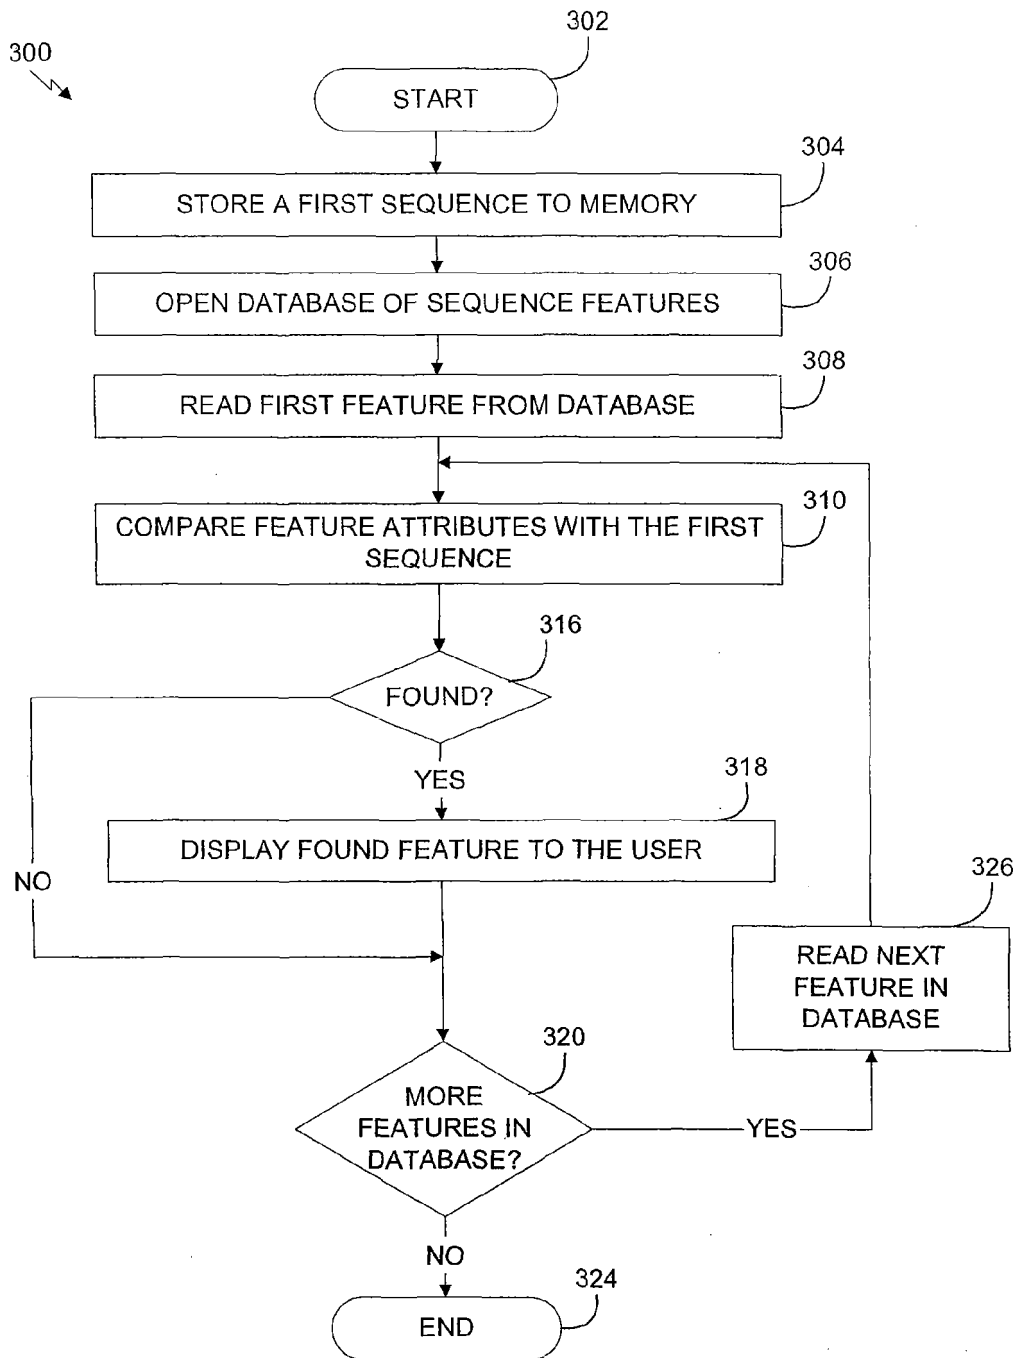 302
300
START
304
STORE A FIRST SEQUENCE TO MEMORY
306
OPEN DATABASE OF SEQUENCE FEATURES
308
READ FIRST FEATURE FROM DATABASE
310
COMPARE FEATURE ATTRIBUTES WITH THE FIRST
SEQUENCE
316
FOUND?
YES
318
DISPLAY FOUND FEATURE TO THE USER
NO
326
READ NEXT
FEATURE IN
DATABASE
320
MORE
FEATURES IN
DATABASE?
YES
NO
324
END